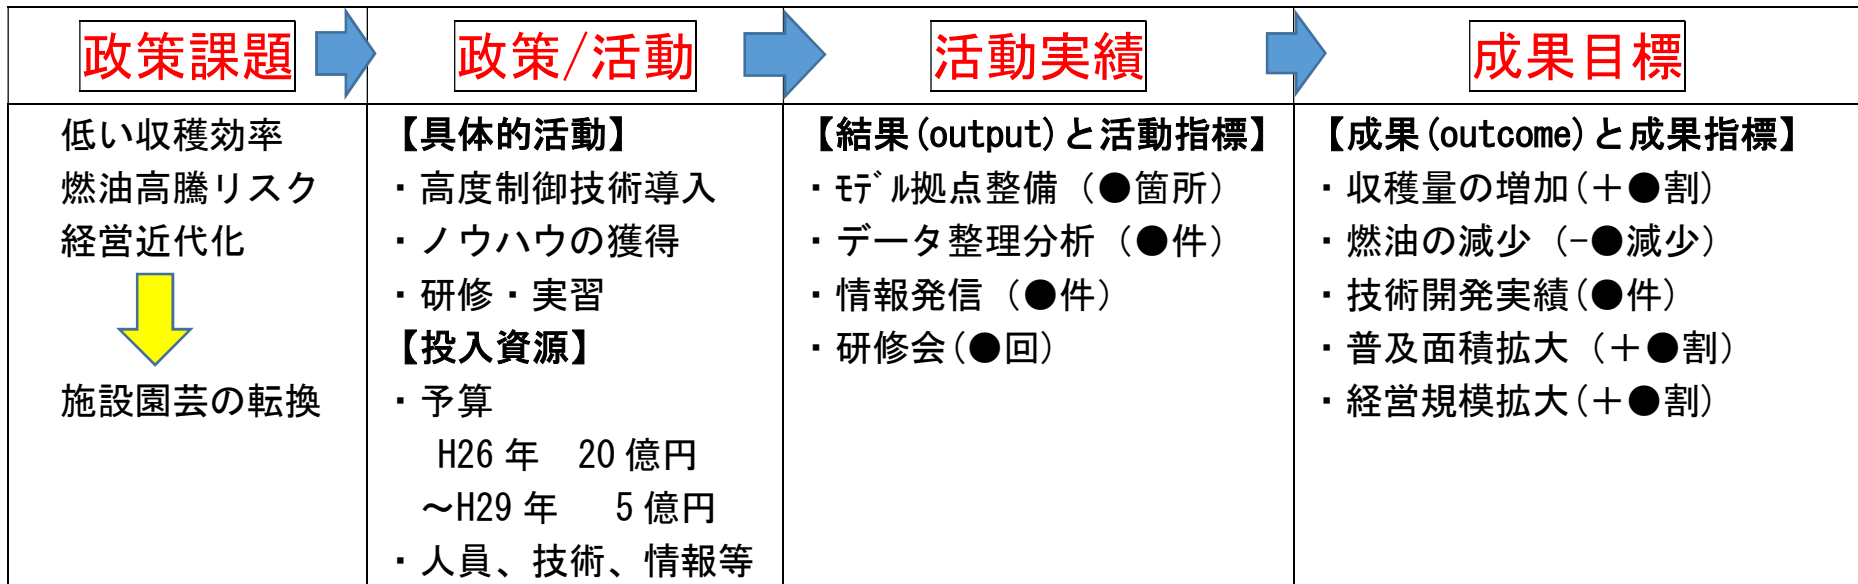 政策課題
政策/活動
活動実績
成果目標
低い収穫効率
燃油高騰リスク
経営近代化
施設園芸の転換
【具体的活動】
・高度制御技術導入
・ノウハウの獲得
・研修・実習
【投入資源】
・予算
H26年 20億円
～H29年 5億円
・人員、技術、情報等
【結果(output)と活動指標】
・ﾓﾃﾞﾙ拠点整備（●箇所）
・データ整理分析（●件）
・情報発信（●件）
・研修会(●回)
【成果(outcome)と成果指標】
・収穫量の増加(＋●割)
・燃油の減少（-●減少）
・技術開発実績(●件)
・普及面積拡大（＋●割）
・経営規模拡大(＋●割)